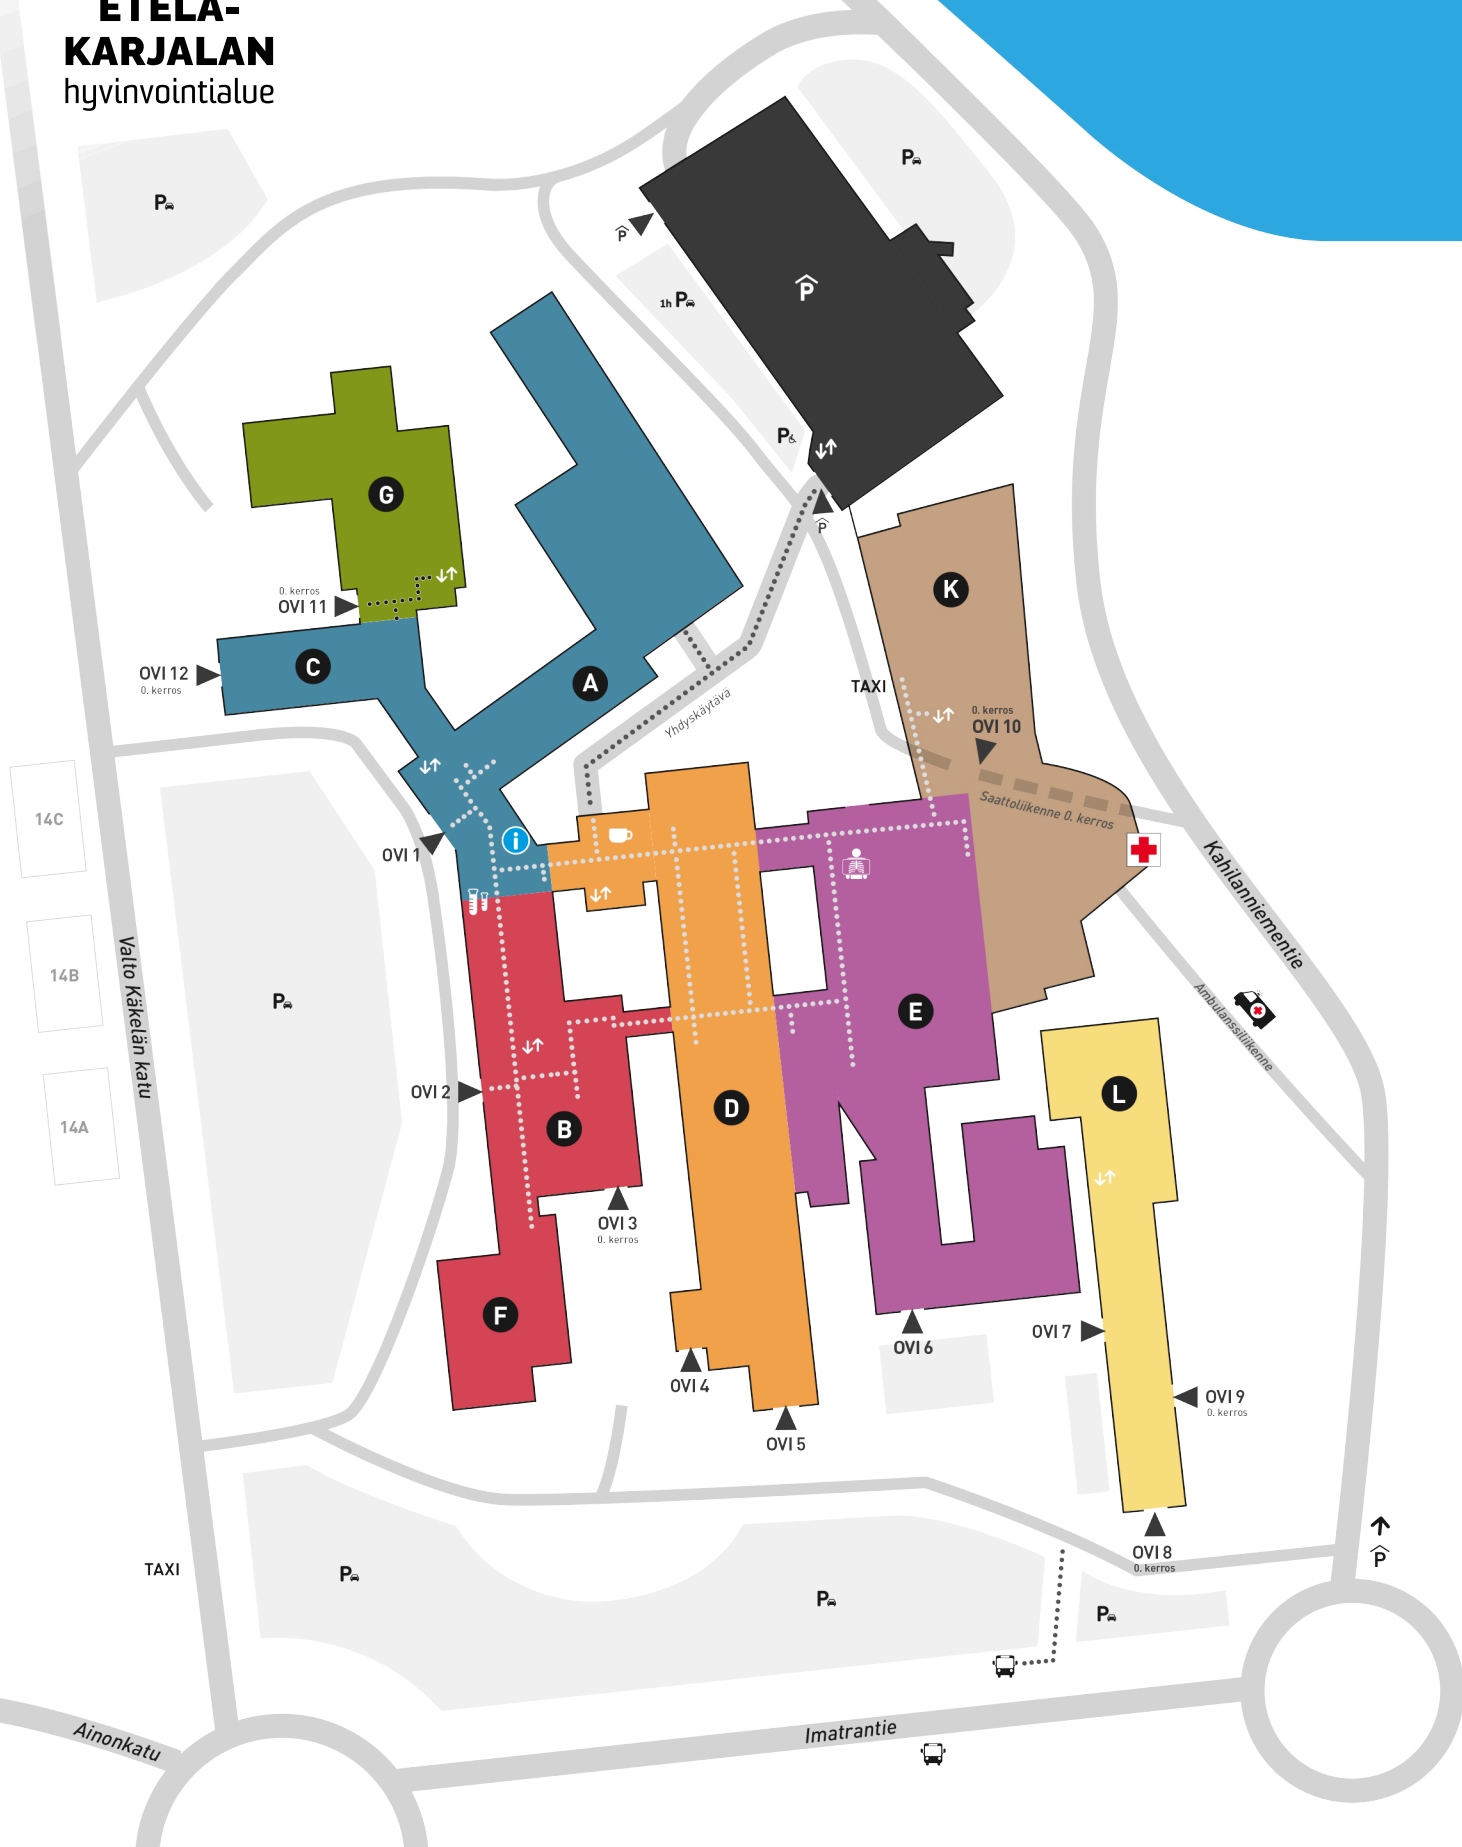 ETELÄ-
KARJALAN
hyvinvointialue
P
P
P
1h P
P
P
P
G
K
0. kerros
OVI 11
C
OVI 12
0. kerros
A
TAXI
Yhdyskäytävä
0. kerros
OVI 10
Saattoliikenne 0. kerros
14C
OVI 1
i
Kahilanniementie
14B
Valto Käkelän katu
P
E
Ambulanssiliikenne
14A
OVI 2
B
D
L
OVI 3
0. kerros
F
OVI 6
OVI 7
OVI 4
OVI 9
0. kerros
OVI 5
OVI 8
0. kerros
P
TAXI
P
P
P
Ainonkatu
Imatrantie